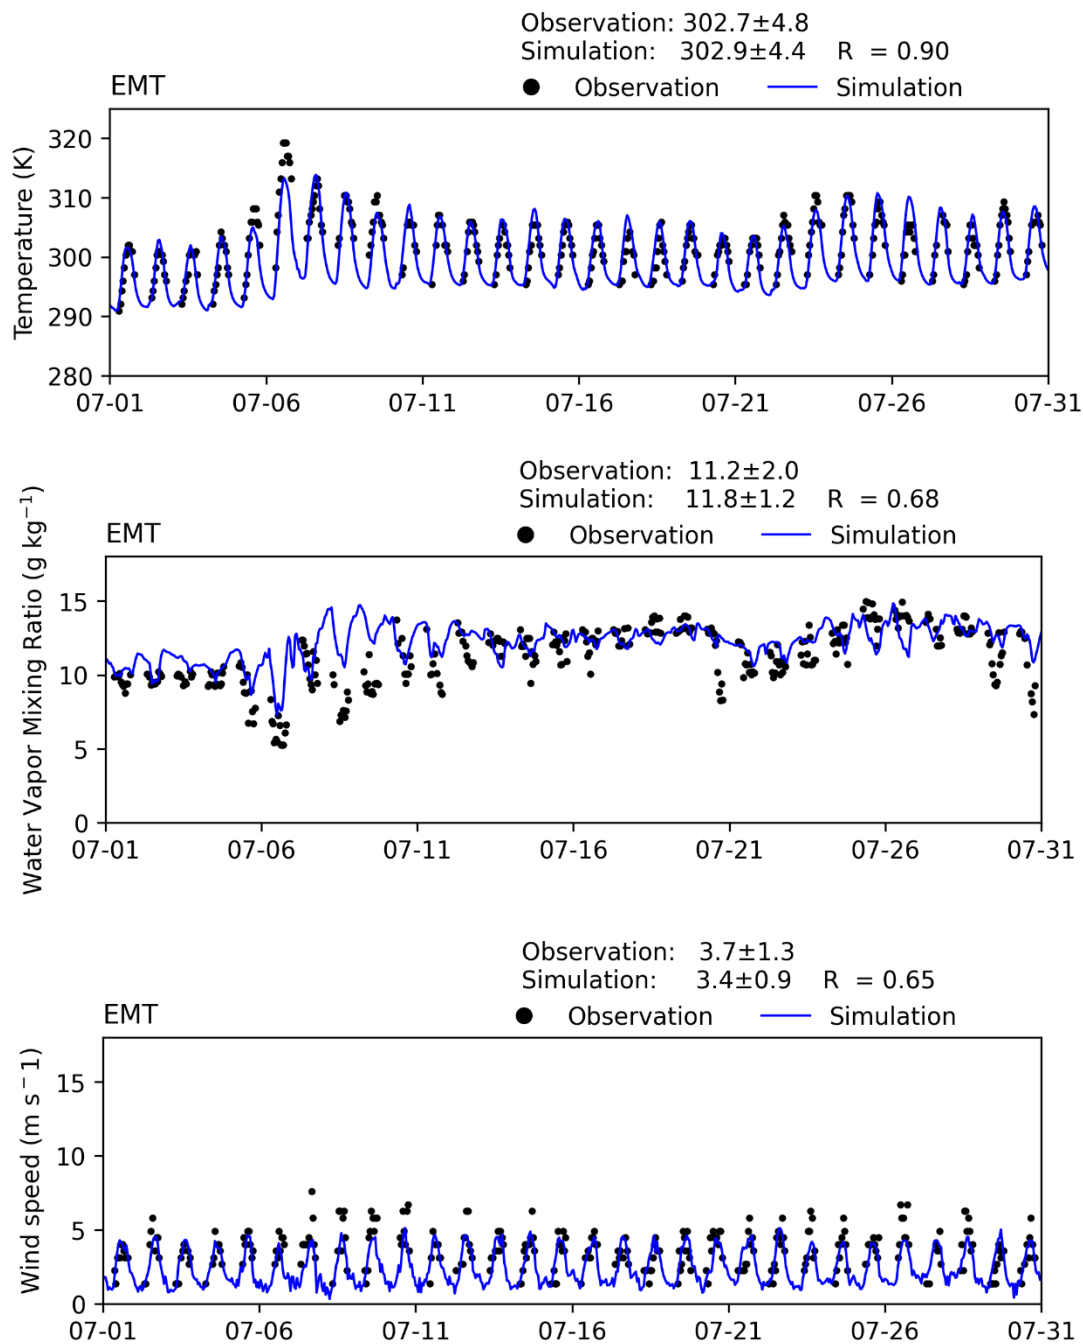 Observation: 302.7±4.8
Simulation: 302.9±4.4 R = 0.90
EMT
Observation Simulation
Temperature (K)
320
310
300
290
280
07-01 07-06 07-11 07-16 07-21 07-26 07-31
Observation: 11.2±2.0
Simulation: 11.8±1.2 R = 0.68
EMT
Observation Simulation
Water Vapor Mixing Ratio (g kg⁻¹)
15
10
5
0
07-01 07-06 07-11 07-16 07-21 07-26 07-31
Observation: 3.7±1.3
Simulation: 3.4±0.9 R = 0.65
EMT
Observation Simulation
Wind speed (m s⁻1)
15
10
5
0
07-01 07-06 07-11 07-16 07-21 07-26 07-31